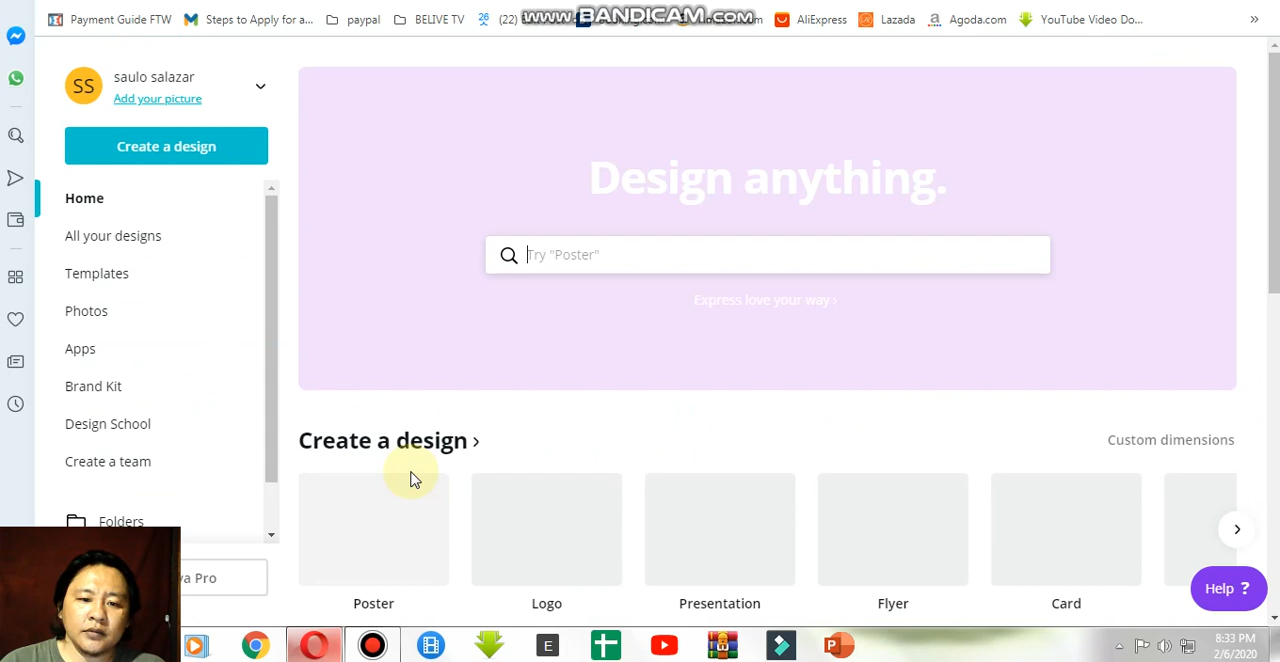 Payment Guide FTW
Steps to Apply for a...
paypal
BELIVE TV
(22)
AliExpress
Lazada
Agoda.com
YouTube Video Do...
»
www.BANDICAM.com
SS
saulo salazar
Add your picture
Create a design
Home
All your designs
Templates
Photos
Apps
Brand Kit
Design School
Create a team
Folders
va Pro
Design anything.
Try "Poster"
Express love your way ›
Create a design ›
Custom dimensions
Poster
Logo
Presentation
Flyer
Card
Help ?
8:33 PM
2/6/2020